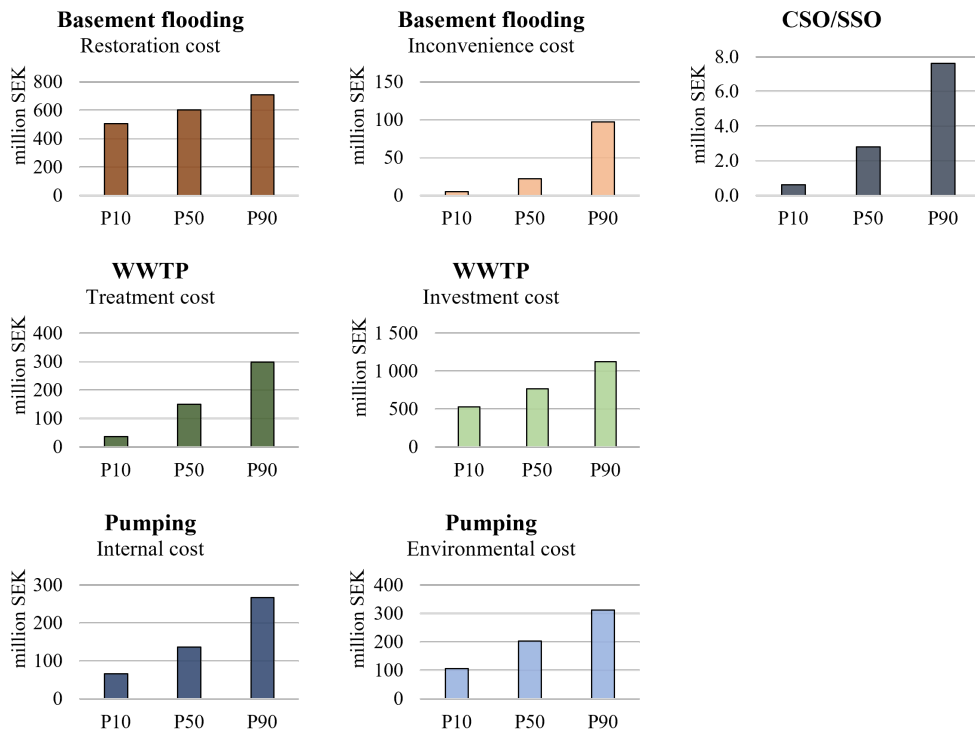 Basement flooding
Restoration cost
million SEK
800
600
400
200
0
P10 P50 P90
Basement flooding
Inconvenience cost
million SEK
150
100
50
0
P10 P50 P90
CSO/SSO
million SEK
8.0
6.0
4.0
2.0
0.0
P10 P50 P90
WWTP
Treatment cost
million SEK
400
300
200
100
0
P10 P50 P90
WWTP
Investment cost
million SEK
1 500
1 000
500
0
P10 P50 P90
Pumping
Internal cost
million SEK
300
200
100
0
P10 P50 P90
Pumping
Environmental cost
million SEK
400
300
200
100
0
P10 P50 P90